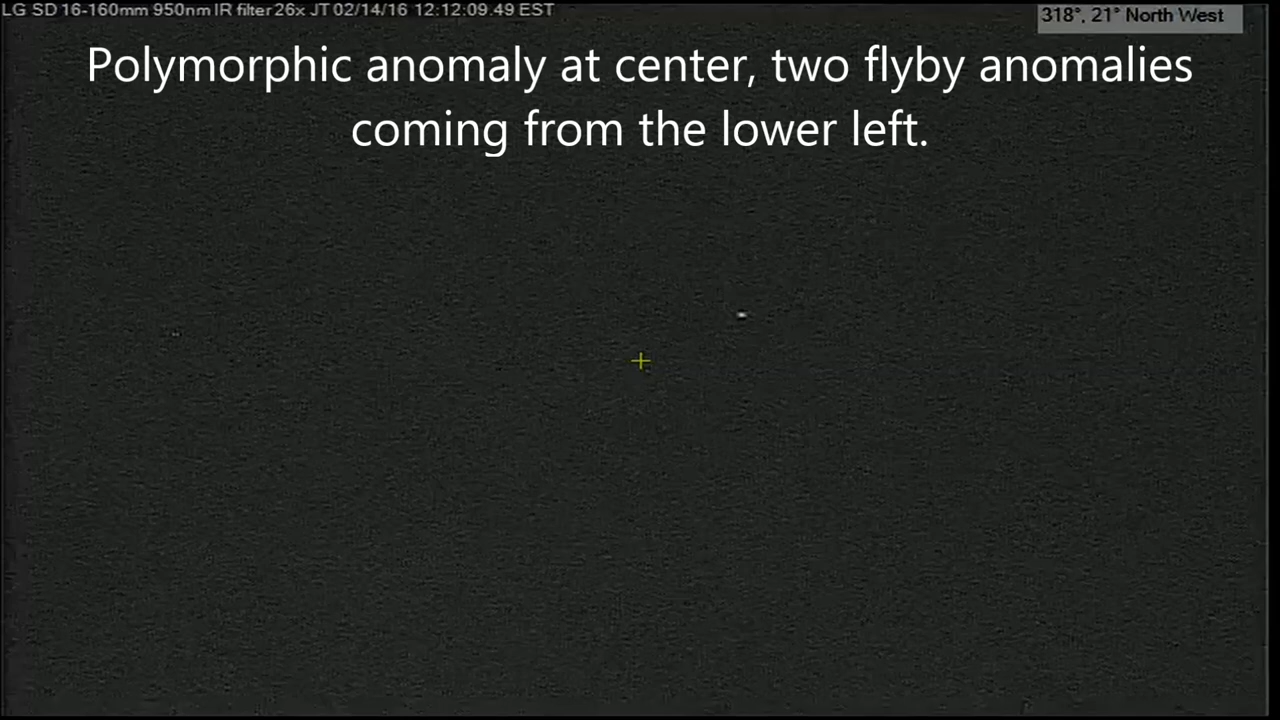 LG SD 16-160mm 950nm IR filter 26x JT 02/14/16 12:12:09.49 EST
318°, 21° North West
Polymorphic anomaly at center, two flyby anomalies
coming from the lower left.